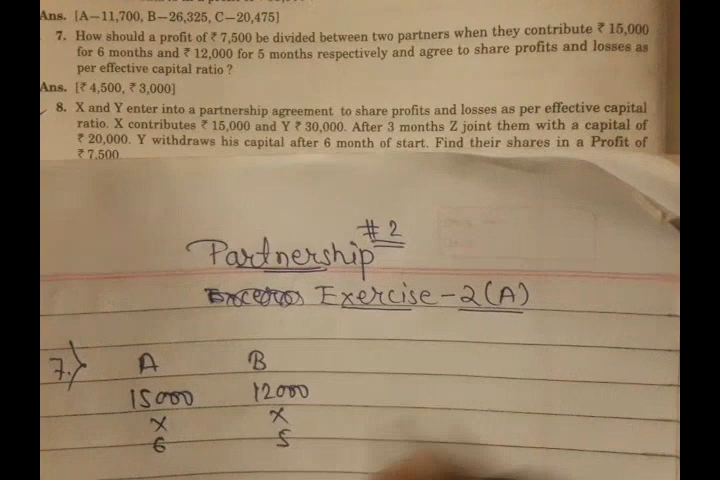 Ans. [A—11,700, B—26,325, C—20,475]
7. How should a profit of ₹ 7,500 be divided between two partners when they contribute ₹ 15,000
for 6 months and ₹ 12,000 for 5 months respectively and agree to share profits and losses as
per effective capital ratio ?
Ans. [₹ 4,500, ₹ 3,000]
8. X and Y enter into a partnership agreement to share profits and losses as per effective capital
ratio. X contributes ₹ 15,000 and Y ₹ 30,000. After 3 months Z joint them with a capital of
₹ 20,000. Y withdraws his capital after 6 month of start. Find their shares in a Profit of
₹ 7,500
Partnership #2
Exercise-2(A)
7.) A B
15000 12000
x x
6 5